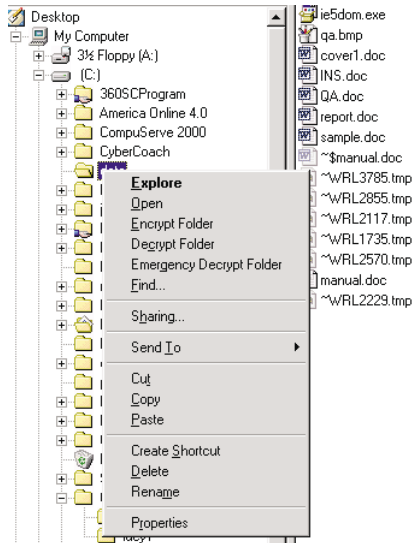 Desktop
My Computer
3½ Floppy (A:)
(C:)
360SCProgram
America Online 4.0
CompuServe 2000
CyberCoach
Explore
Open
Encrypt Folder
Decrypt Folder
Emergency Decrypt Folder
Find...
Sharing...
Send To
Cut
Copy
Paste
Create Shortcut
Delete
Rename
Properties
ie5dom.exe
qa.bmp
cover1.doc
INS.doc
QA.doc
report.doc
sample.doc
~$manual.doc
~WRL3785.tmp
~WRL2855.tmp
~WRL2117.tmp
~WRL1735.tmp
~WRL2570.tmp
manual.doc
~WRL2229.tmp